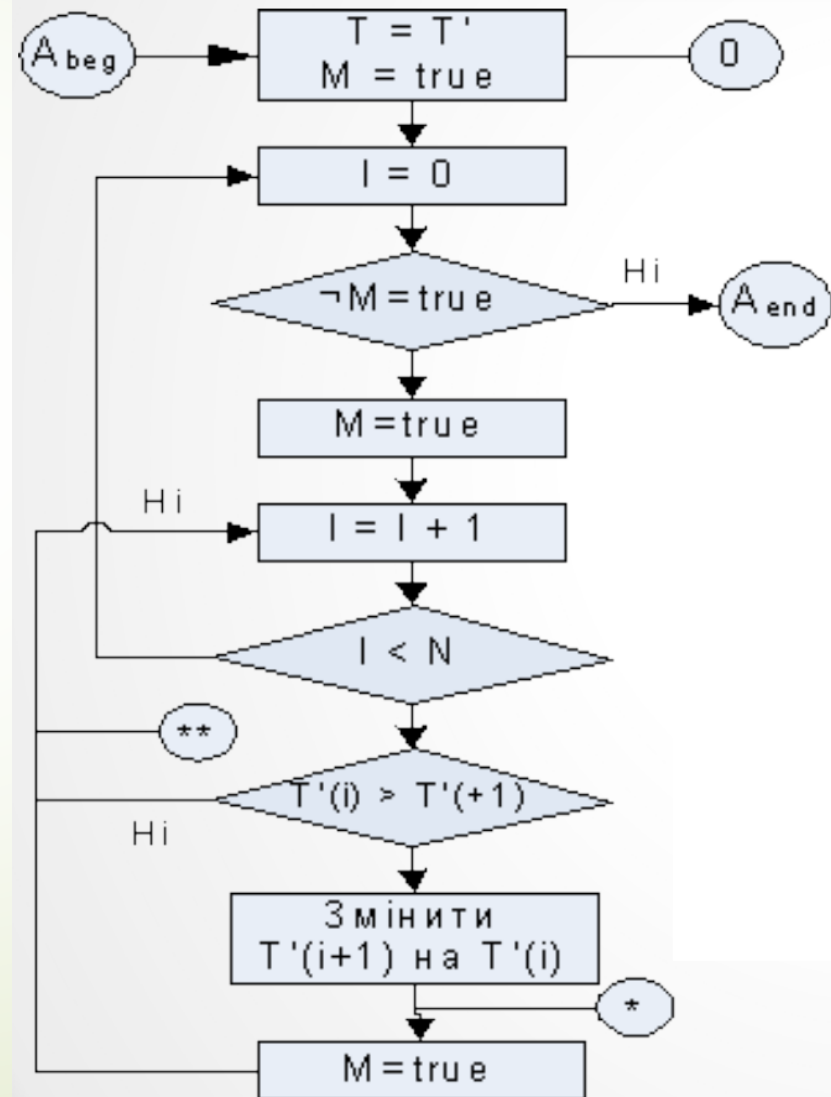 A beg
T = T'
M = true
0
I = 0
¬M=true
Ні
A end
M=true
Ні
I = I + 1
I < N
**
T'(i) > T'(+1)
Ні
Змінити
T'(i+1) на T'(i)
*
M=true